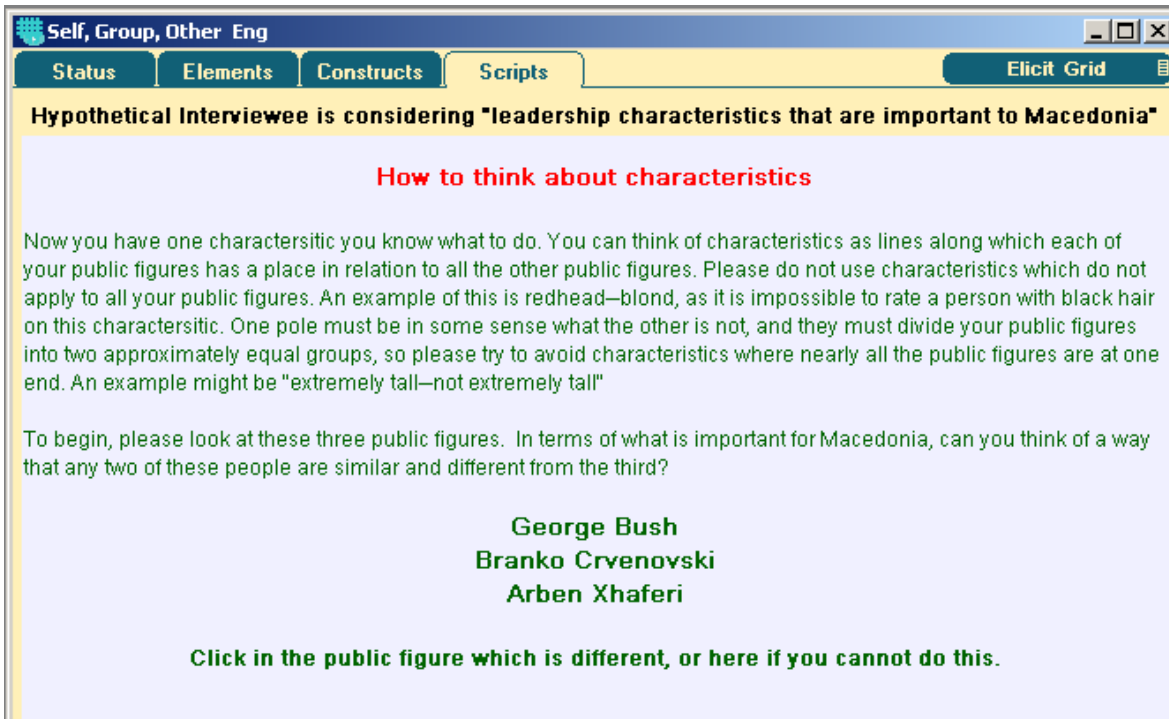 Self, Group, Other Eng
Status Elements Constructs Scripts Elicit Grid
Hypothetical Interviewee is considering "leadership characteristics that are important to Macedonia"
How to think about characteristics
Now you have one charactersitic you know what to do. You can think of characteristics as lines along which each of
your public figures has a place in relation to all the other public figures. Please do not use characteristics which do not
apply to all your public figures. An example of this is redhead—blond, as it is impossible to rate a person with black hair
on this charactersitic. One pole must be in some sense what the other is not, and they must divide your public figures
into two approximately equal groups, so please try to avoid characteristics where nearly all the public figures are at one
end. An example might be "extremely tall—not extremely tall"
To begin, please look at these three public figures. In terms of what is important for Macedonia, can you think of a way
that any two of these people are similar and different from the third?
George Bush
Branko Crvenovski
Arben Xhaferi
Click in the public figure which is different, or here if you cannot do this.